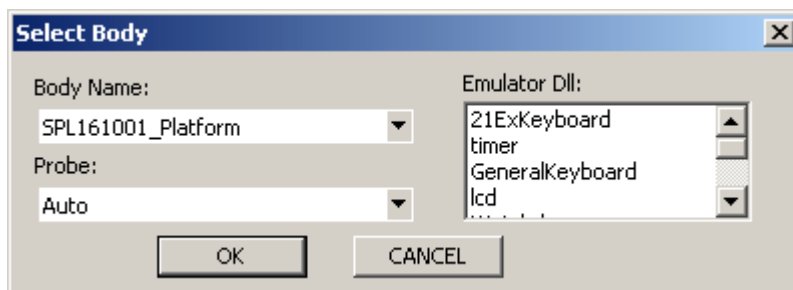 Select Body
Body Name:
SPL161001_Platform
Probe:
Auto
Emulator Dll:
21ExKeyboard
timer
GeneralKeyboard
lcd
OK
CANCEL